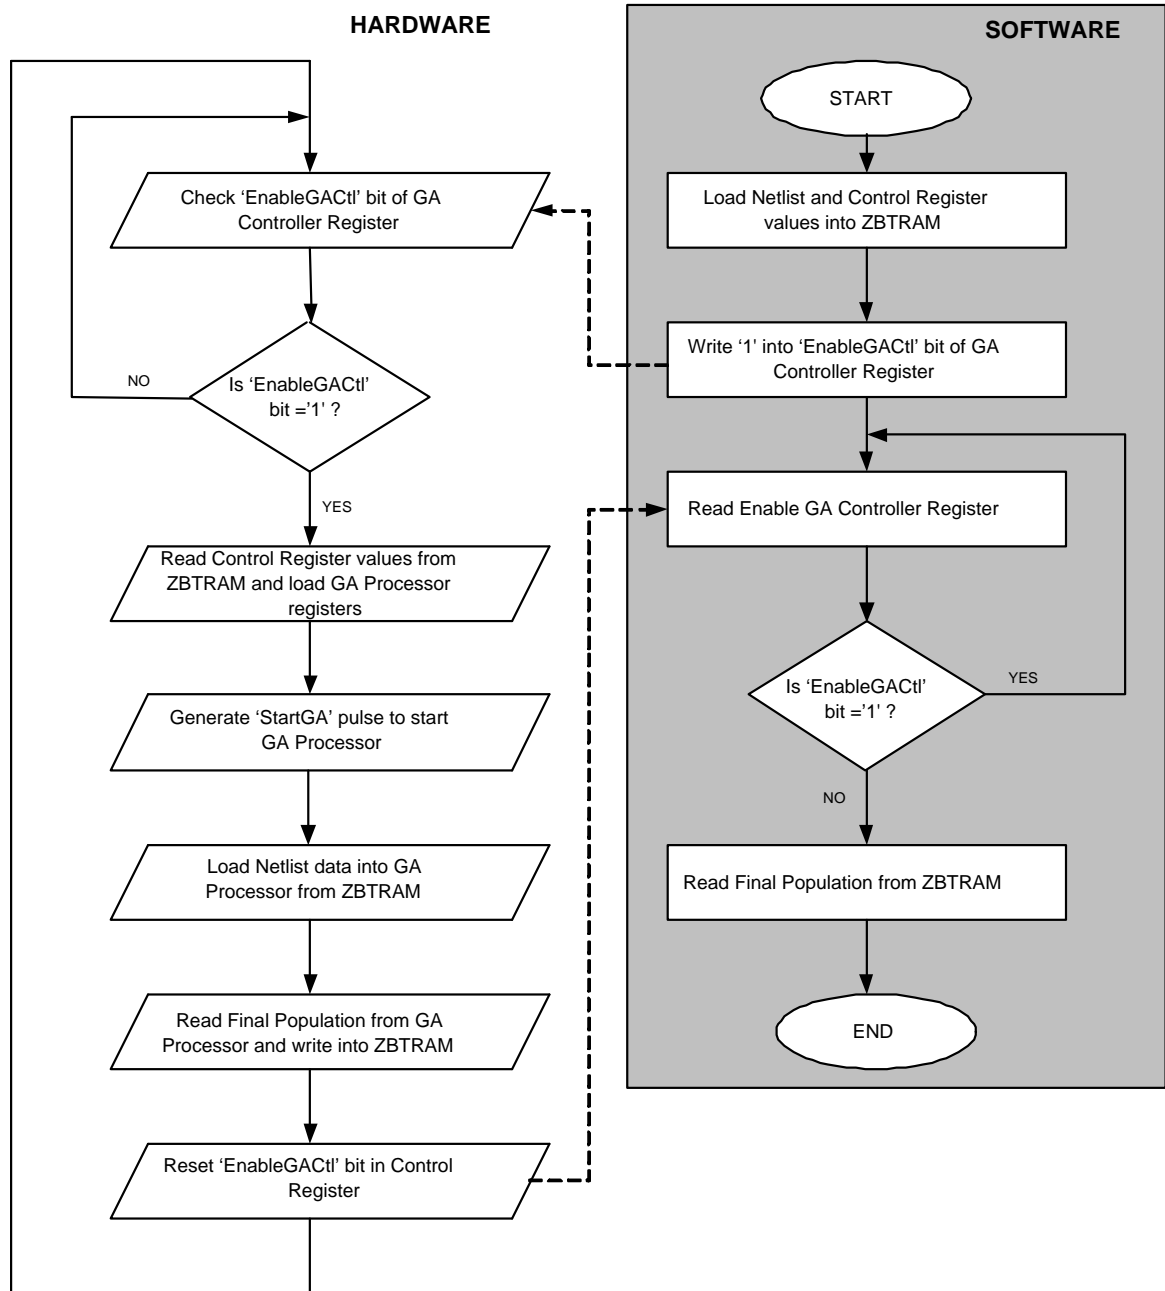 HARDWARE
Check ‘EnableGACtl’ bit of GA
Controller Register
NO
Is ‘EnableGACtl’
bit =’1’ ?
YES
Read Control Register values from
ZBTRAM and load GA Processor
registers
Generate ‘StartGA’ pulse to start
GA Processor
Load Netlist data into GA
Processor from ZBTRAM
Read Final Population from GA
Processor and write into ZBTRAM
Reset ‘EnableGACtl’ bit in Control
Register
SOFTWARE
START
Load Netlist and Control Register
values into ZBTRAM
Write ‘1’ into ‘EnableGACtl’ bit of GA
Controller Register
Read Enable GA Controller Register
Is ‘EnableGACtl’
bit =’1’ ?
YES
NO
Read Final Population from ZBTRAM
END